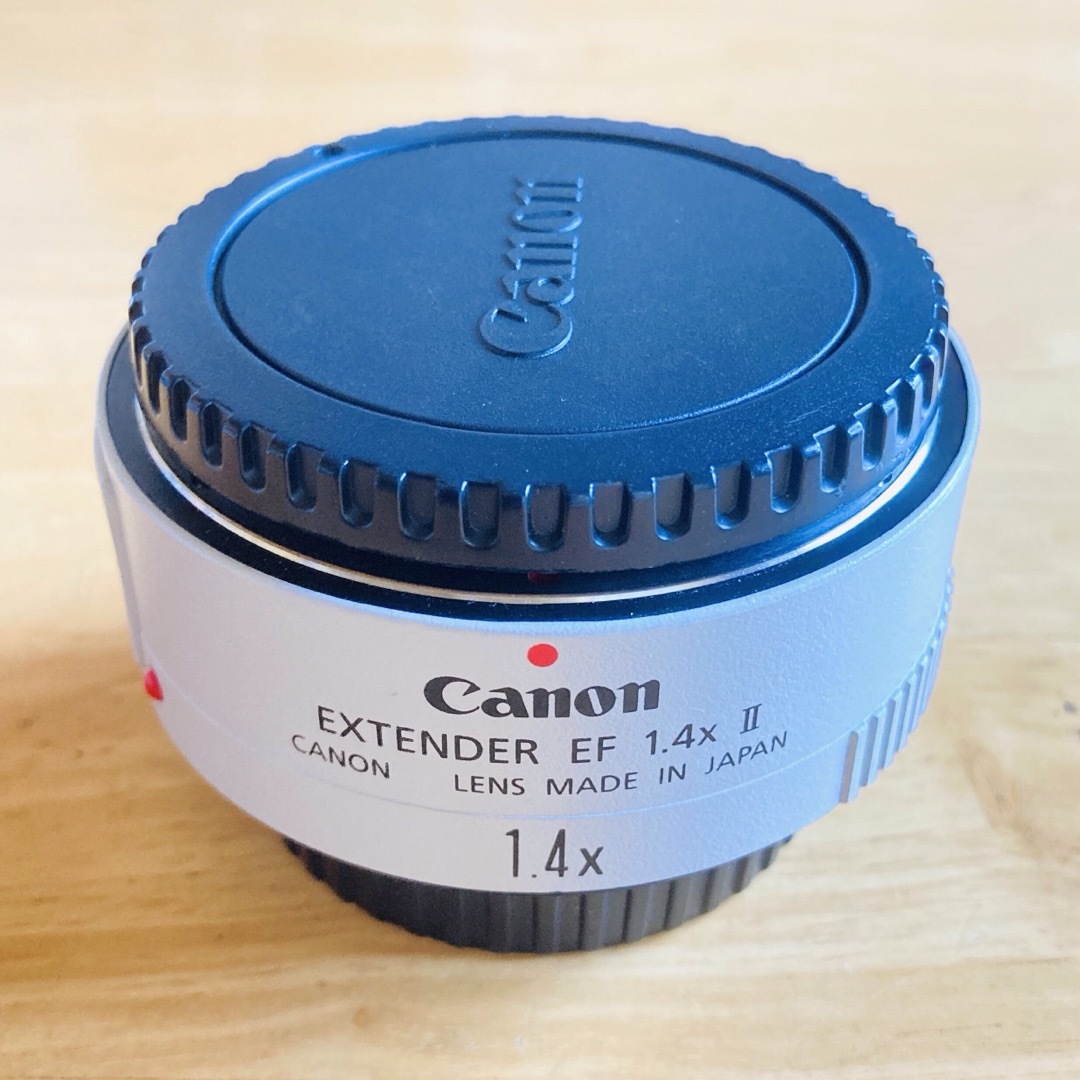 Canon
Canon
EXTENDER EF 1.4x II
CANON LENS MADE IN JAPAN
1.4x